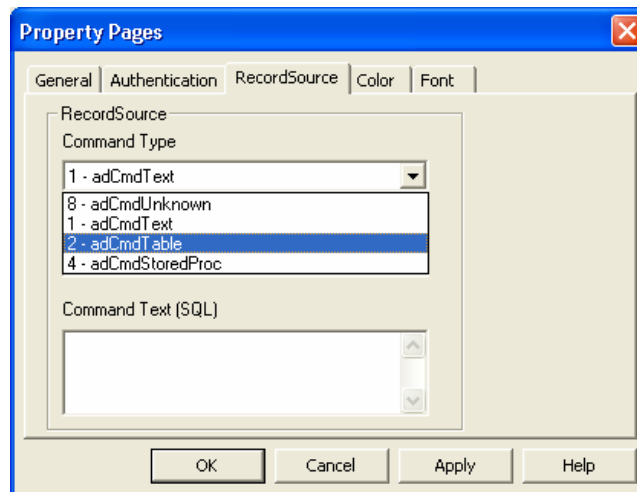 Property Pages
General Authentication RecordSource Color Font
RecordSource
Command Type
1 - adCmdText
8 - adCmdUnknown
1 - adCmdText
2 - adCmdTable
4 - adCmdStoredProc
Command Text (SQL)
OK Cancel Apply Help